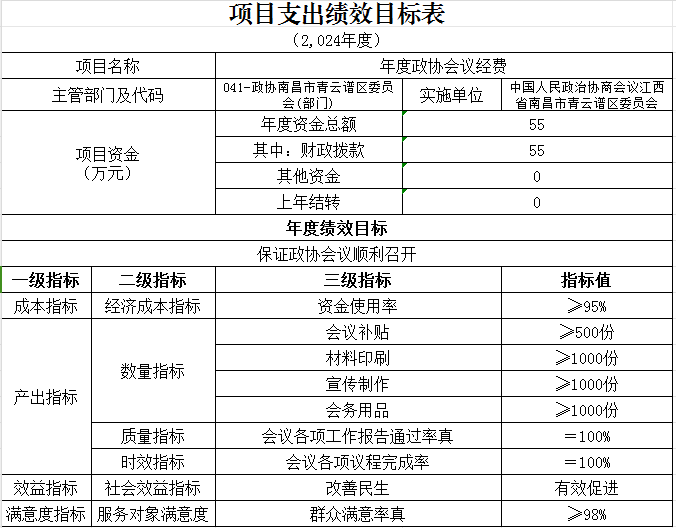 项目支出绩效目标表
（2,024年度）
项目名称 年度政协会议经费
主管部门及代码 041-政协南昌市青云谱区委员会(部门) 实施单位 中国人民政治协商会议江西省南昌市青云谱区委员会
项目资金
（万元）
年度资金总额 55
其中：财政拨款 55
其他资金 0
上年结转 0
年度绩效目标
保证政协会议顺利召开
一级指标 二级指标 三级指标 指标值
成本指标 经济成本指标 资金使用率 ≥95%
产出指标 数量指标 会议补贴 ≥500份
材料印刷 ≥1000份
宣传制作 ≥1000份
会务用品 ≥1000份
质量指标 会议各项工作报告通过率真 ＝100%
时效指标 会议各项议程完成率 ＝100%
效益指标 社会效益指标 改善民生 有效促进
满意度指标 服务对象满意度 群众满意率真 ≥98%